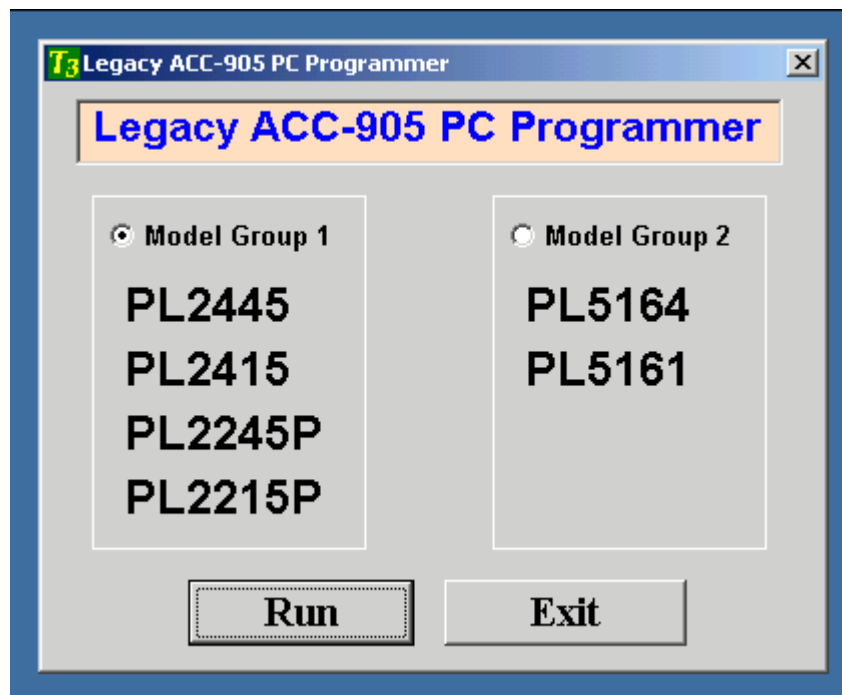 T3 Legacy ACC-905 PC Programmer
Legacy ACC-905 PC Programmer
Model Group 1
PL2445
PL2415
PL2245P
PL2215P
Model Group 2
PL5164
PL5161
Run
Exit